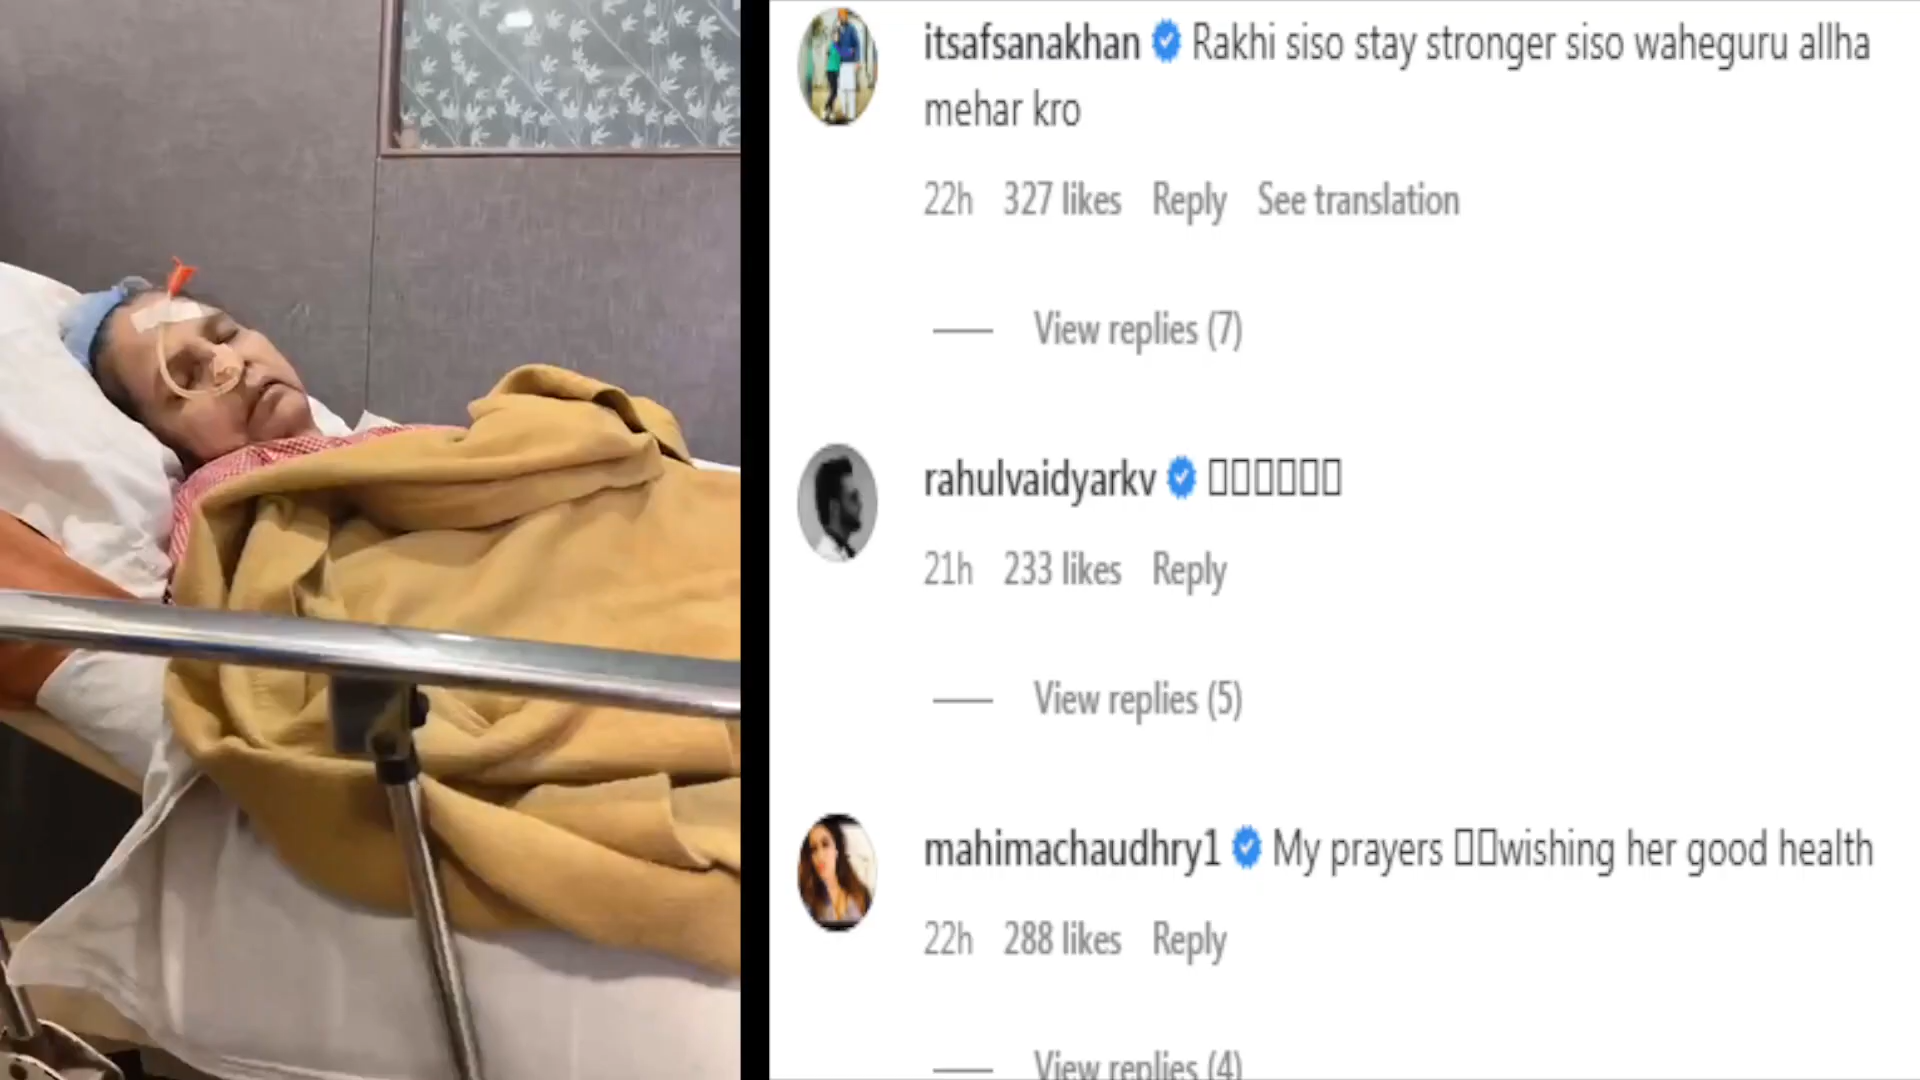 itsafsanakhan Rakhi siso stay stronger siso waheguru allha
mehar kro
22h 327 likes Reply See translation
View replies (7)
rahulvaidyarkv □□□□□□
21h 233 likes Reply
View replies (5)
mahimachaudhry1 My prayers □□wishing her good health
22h 288 likes Reply
View replies (4)